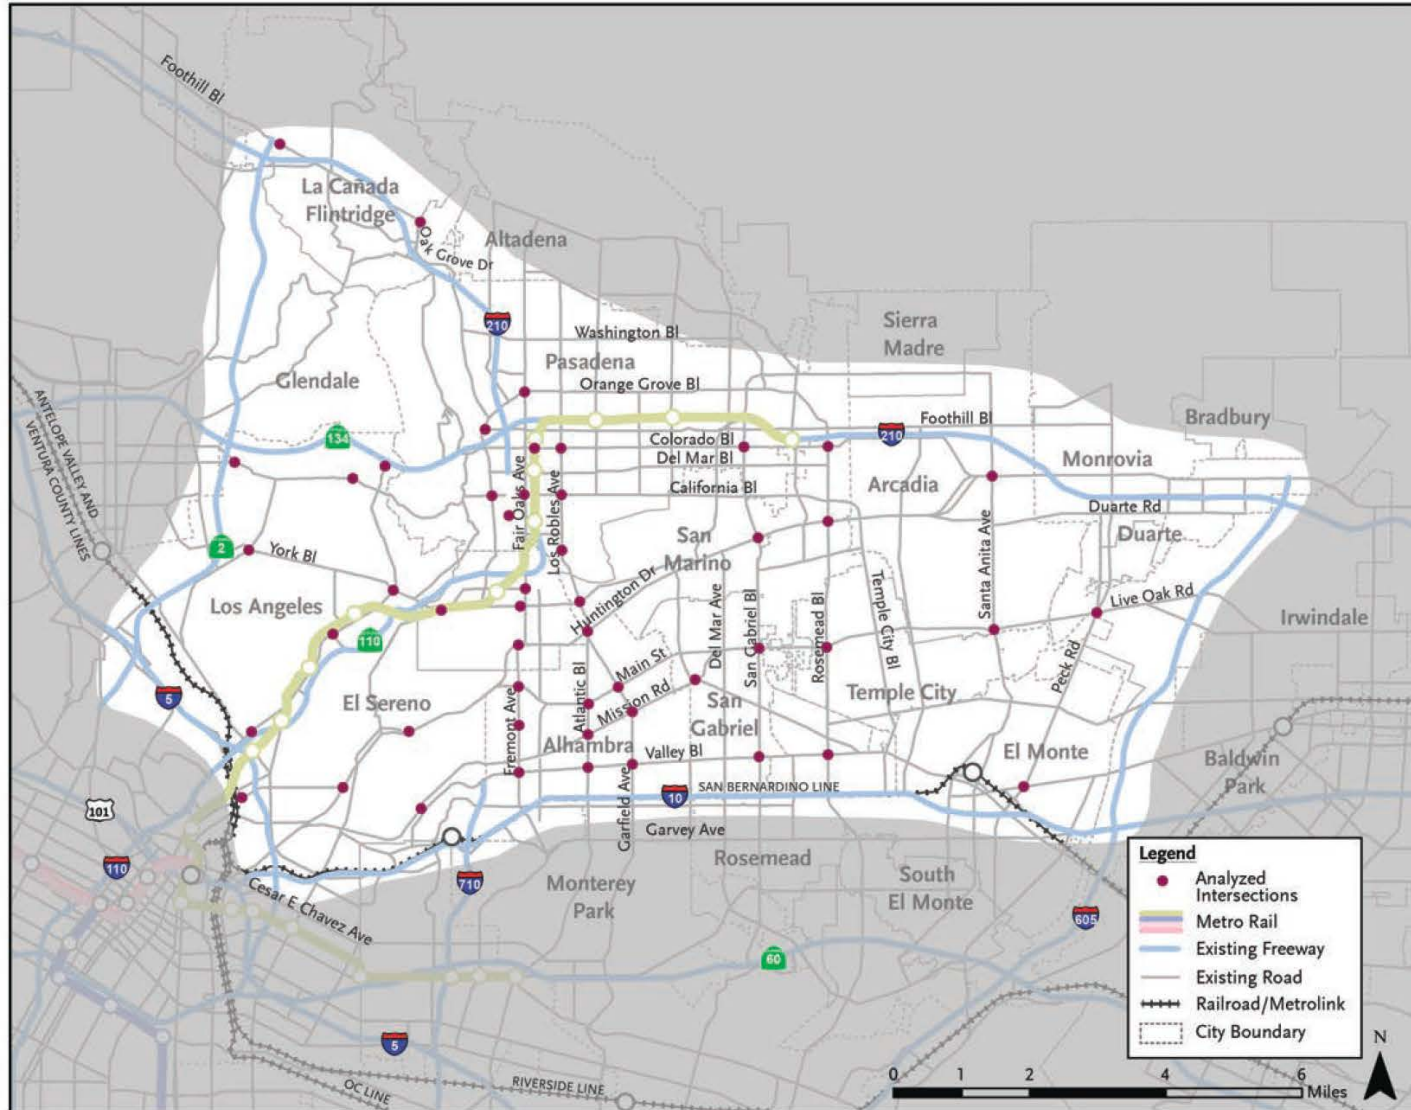 Foothill Bl
La Cañada
Flintridge
Oak Grove Dr
Altadena
210
Washington Bl
Sierra
Madre
Pasadena
Glendale
Orange Grove Bl
Foothill Bl
Bradbury
ANTELOPE VALLEY AND
VENTURA COUNTY LINES
134
Colorado Bl
210
Del Mar Bl
Monrovia
California Bl
Arcadia
Fair Oaks Ave
Los Robles Ave
Duarte Rd
Duarte
2
York Bl
San
Marino
Santa Anita Ave
Los Angeles
Huntington Dr
Del Mar Ave
San Gabriel Bl
Rosemead Bl
Temple City Bl
Live Oak Rd
Irwindale
110
Peck Rd
5
El Sereno
Fremont Ave
Atlantic Bl
Main St
Mission Rd
San
Gabriel
Temple City
Alhambra
Valley Bl
El Monte
Baldwin
Park
Garfield Ave
10
SAN BERNARDINO LINE
101
Garvey Ave
110
710
Cesar E Chavez Ave
Monterey
Park
Rosemead
South
El Monte
605
60
5
OC LINE
RIVERSIDE LINE
Legend
Analyzed
Intersections
Metro Rail
Existing Freeway
Existing Road
Railroad/Metrolink
City Boundary
N
0 1 2 4 6
Miles